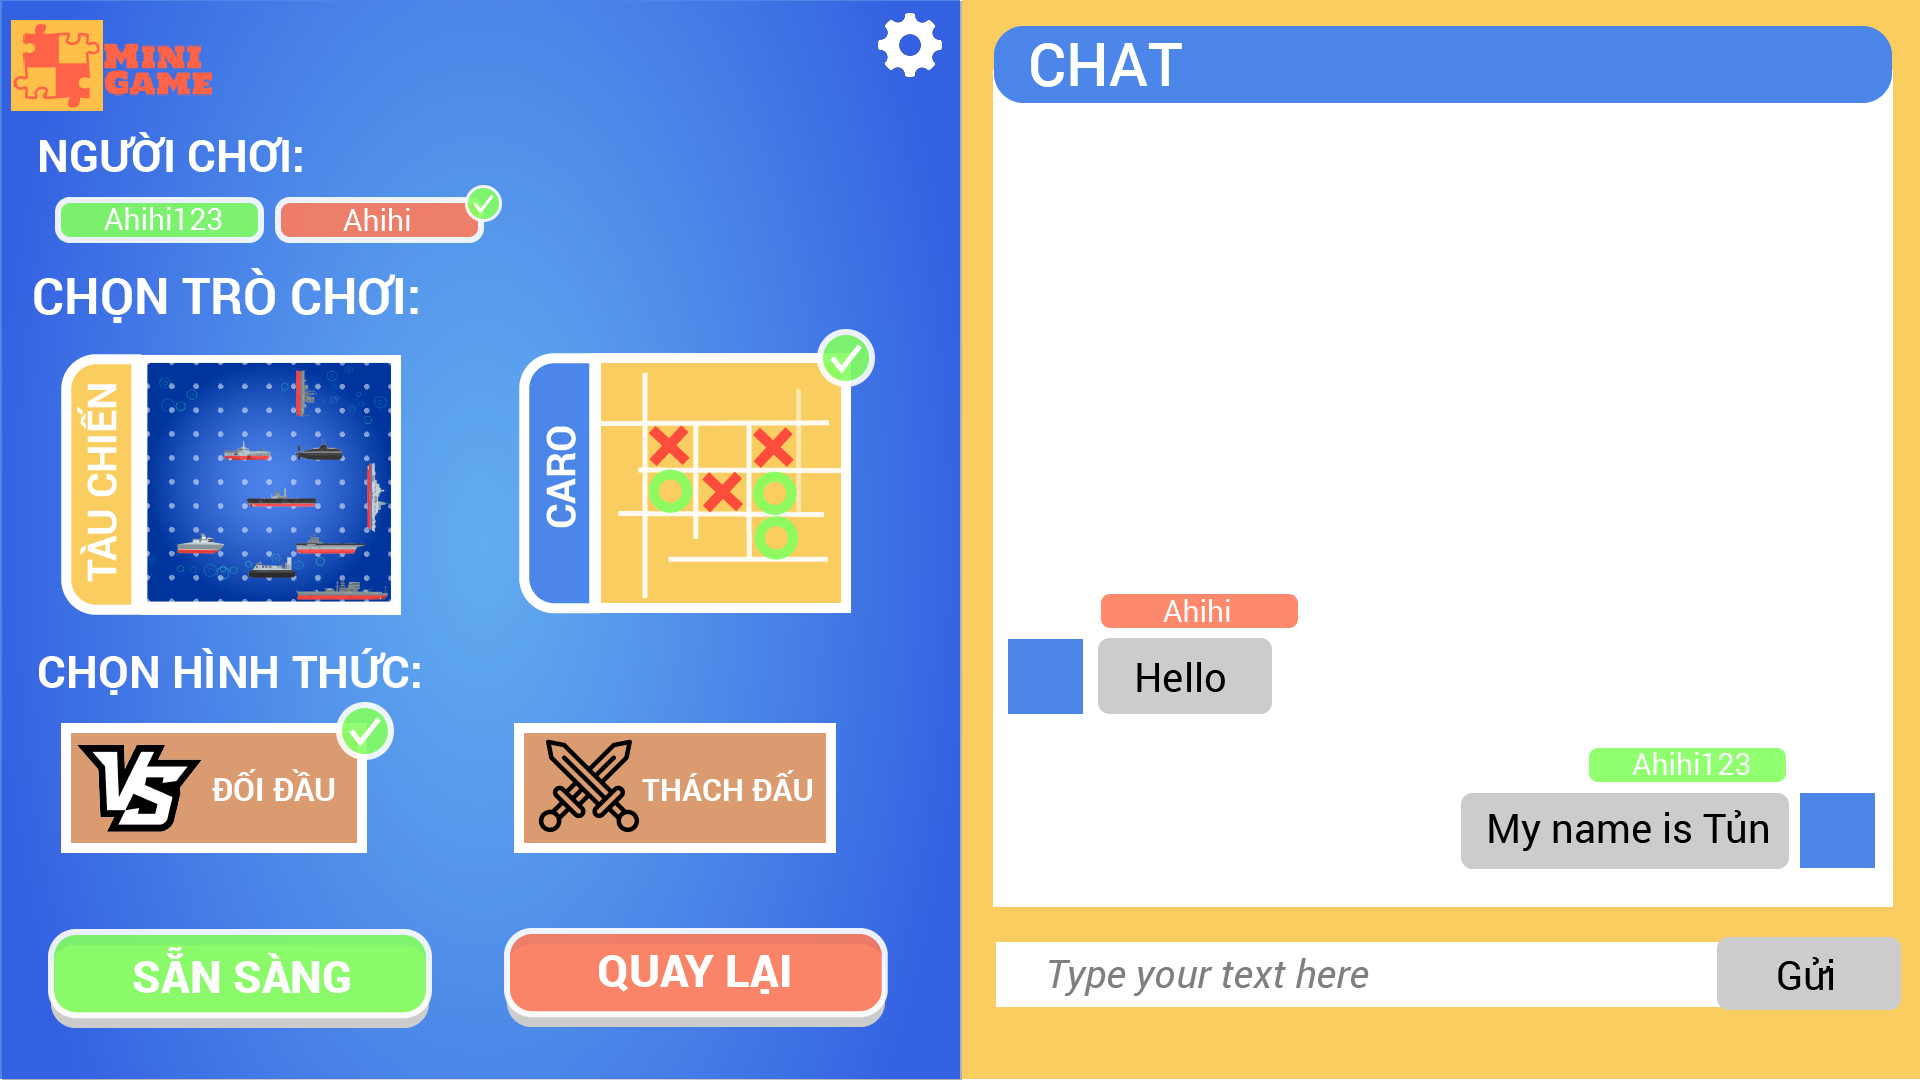 MINI
GAME
NGƯỜI CHƠI:
Ahihi123
Ahihi
CHỌN TRÒ CHƠI:
TÀU CHIẾN
CARO
CHỌN HÌNH THỨC:
VS ĐỐI ĐẦU
THÁCH ĐẤU
SẴN SÀNG
QUAY LẠI
CHAT
Ahihi
Hello
Ahihi123
My name is Tủn
Type your text here
Gửi